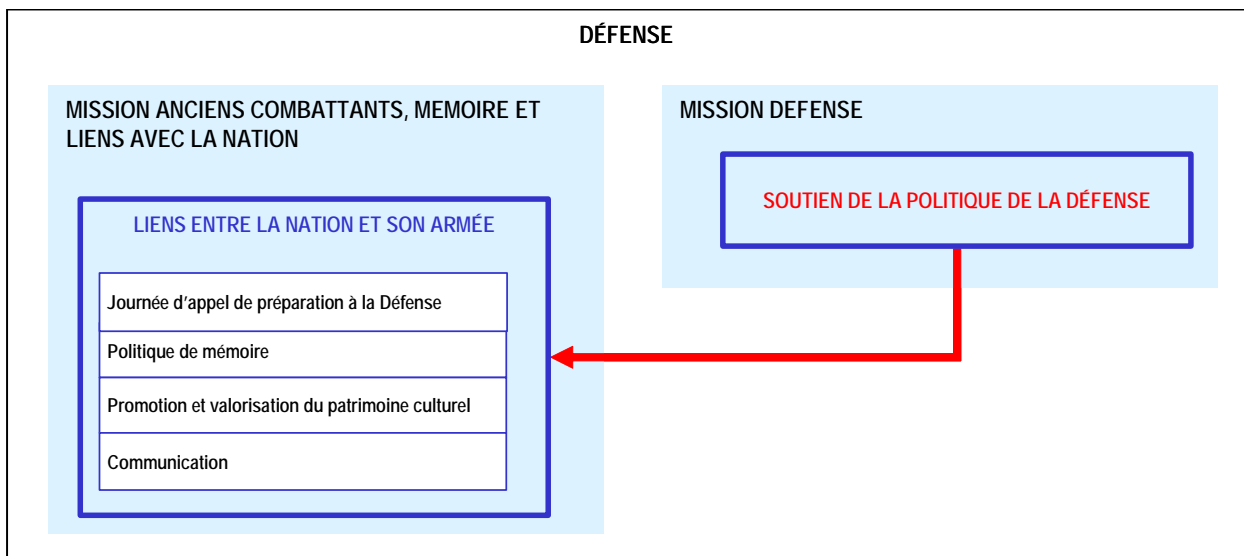 DÉFENSE
MISSION ANCIENS COMBATTANTS, MEMOIRE ET
LIENS AVEC LA NATION
LIENS ENTRE LA NATION ET SON ARMÉE
Journée d'appel de préparation à la Défense
Politique de mémoire
Promotion et valorisation du patrimoine culturel
Communication
MISSION DEFENSE
SOUTIEN DE LA POLITIQUE DE LA DÉFENSE